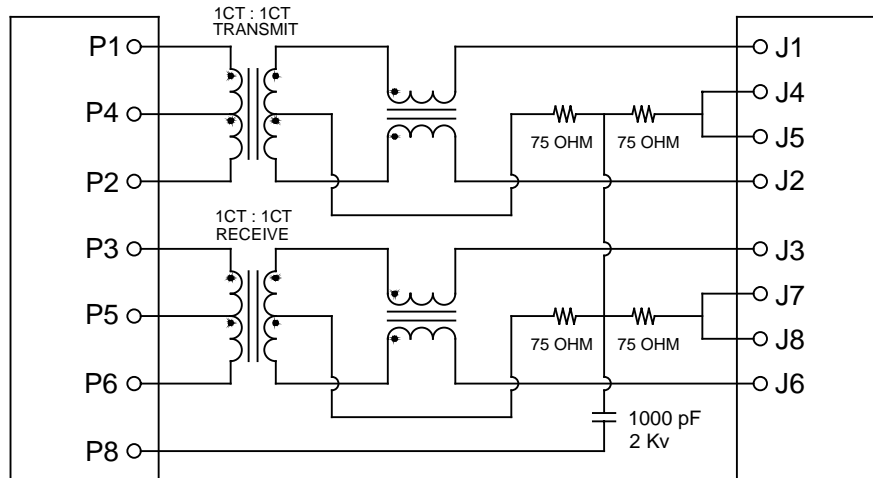 1CT : 1CT
TRANSMIT
P1
J1
J4
P4
75 OHM
75 OHM
J5
P2
J2
1CT : 1CT
RECEIVE
P3
J3
J7
P5
75 OHM
75 OHM
J8
P6
J6
1000 pF
2 Kv
P8